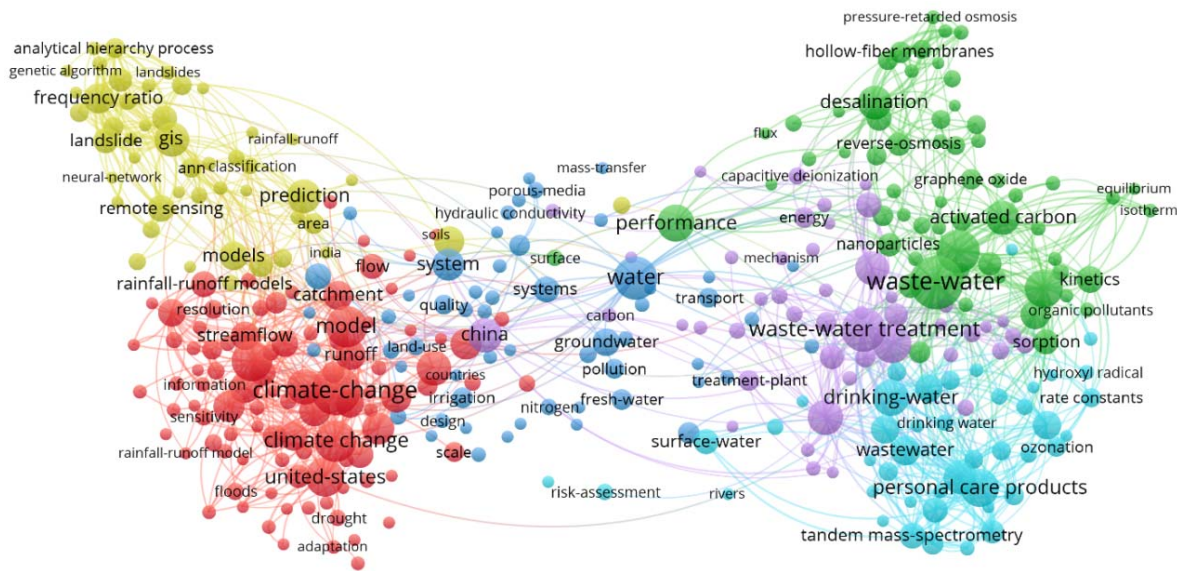 pressure-retarded osmosis
analytical hierarchy process
hollow-fiber membranes
genetic algorithm
landslides
frequency ratio
desalination
landslide
gis
rainfall-runoff
flux
reverse-osmosis
ann
classification
mass-transfer
neural-network
capacitive deionization
graphene oxide
equilibrium
prediction
porous-media
remote sensing
hydraulic conductivity
energy
activated carbon
isotherm
area
performance
soils
nanoparticles
models
india
surface
mechanism
flow
system
rainfall-runoff models
water
waste-water
kinetics
catchment
systems
transport
resolution
quality
organic pollutants
streamflow
model
carbon
china
waste-water treatment
runoff
land-use
groundwater
sorption
information
countries
pollution
treatment-plant
hydroxyl radical
climate-change
irrigation
fresh-water
drinking-water
rate constants
sensitivity
nitrogen
design
drinking water
climate change
surface-water
wastewater
ozonation
rainfall-runoff model
scale
united-states
personal care products
floods
risk-assessment
rivers
drought
tandem mass-spectrometry
adaptation